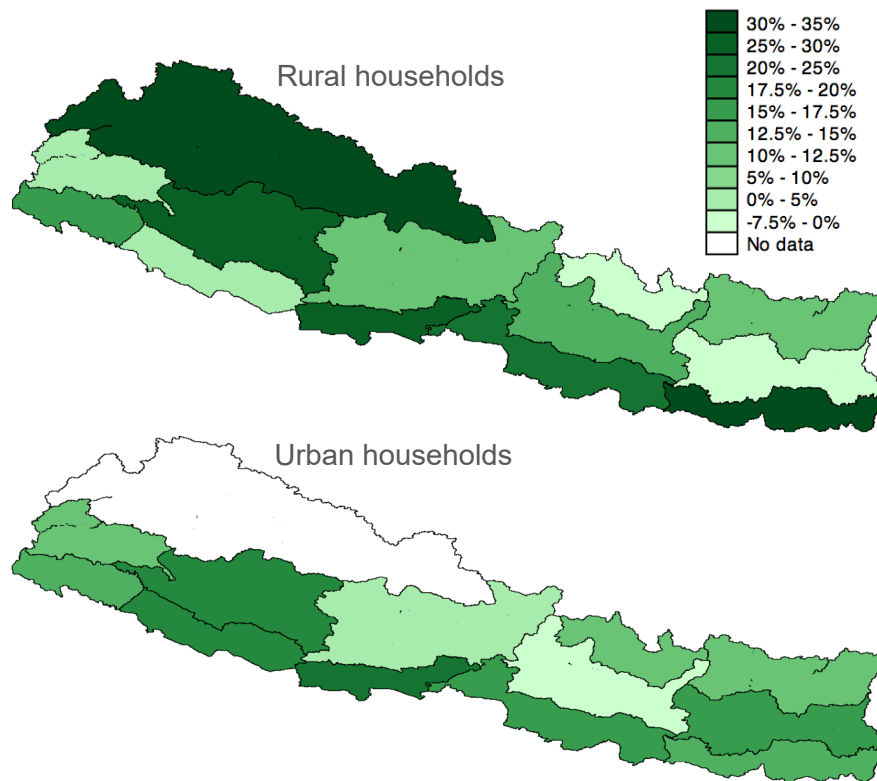 Rural households
30% - 35%
25% - 30%
20% - 25%
17.5% - 20%
15% - 17.5%
12.5% - 15%
10% - 12.5%
5% - 10%
0% - 5%
-7.5% - 0%
No data
Urban households